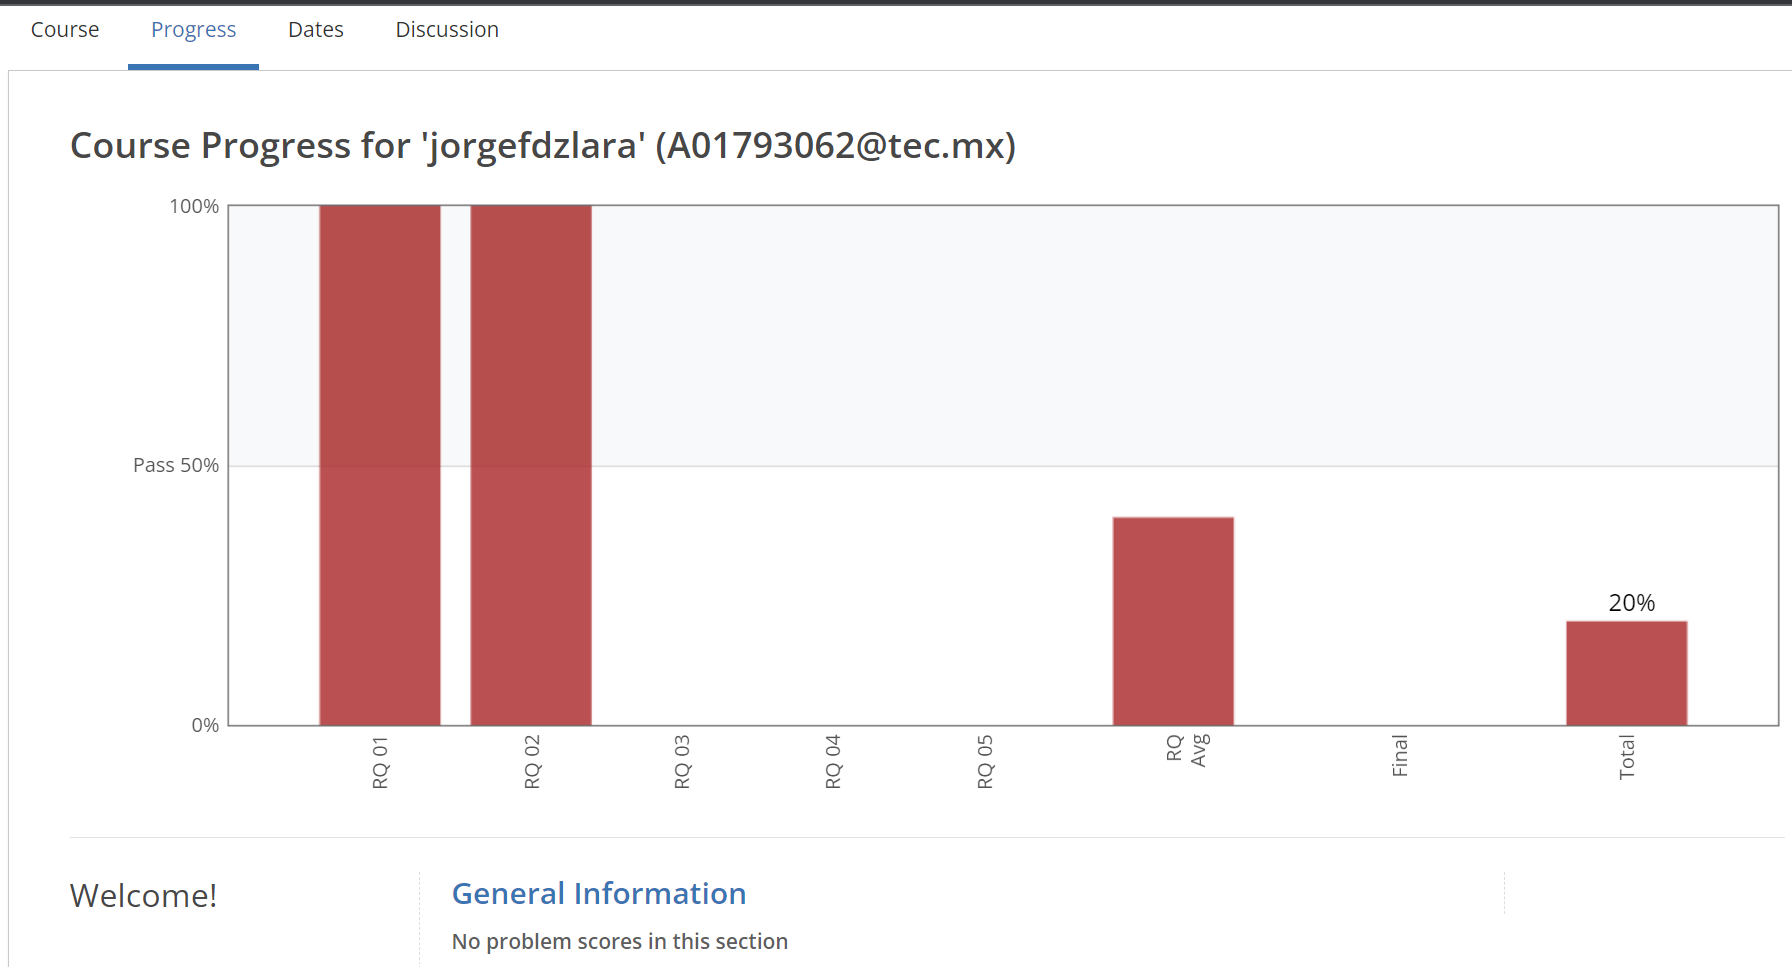 Course Progress Dates Discussion
Course Progress for 'jorgefdzlara' (A01793062@tec.mx)
100%
Pass 50%
20%
0%
RQ 01
RQ 02
RQ 03
RQ 04
RQ 05
RQ
Avg
Final
Total
Welcome!
General Information
No problem scores in this section